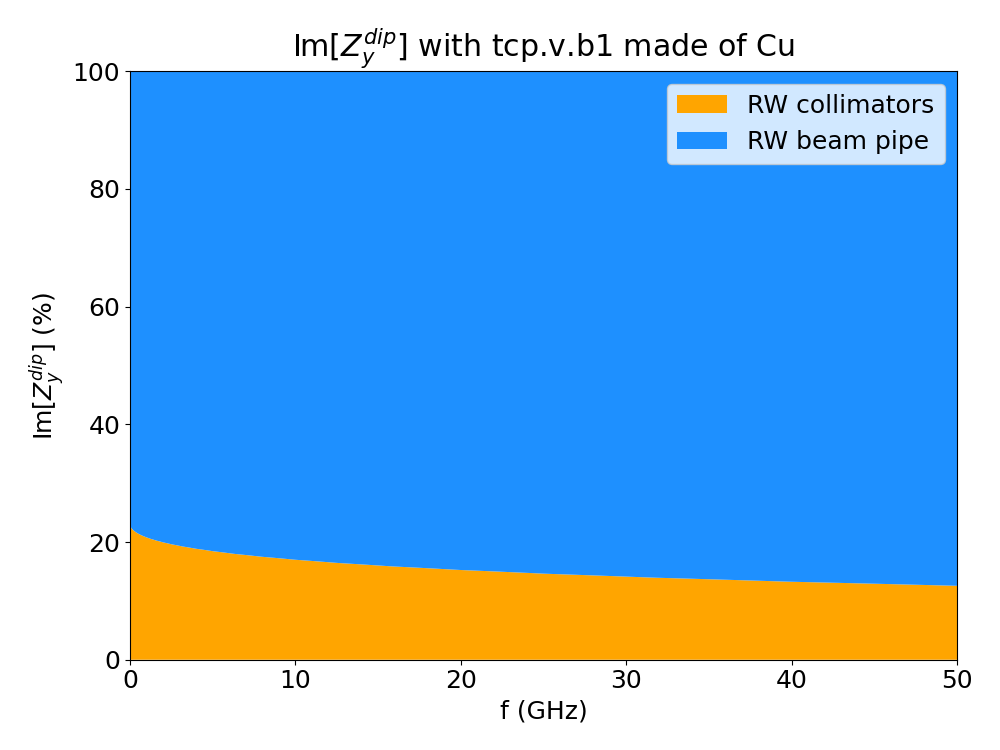 Im[$Z_y^{dip}$] with tcp.v.b1 made of Cu
RW collimators
RW beam pipe
Im[$Z_y^{dip}$] (%)
100
80
60
40
20
0
0 10 20 30 40 50
f (GHz)